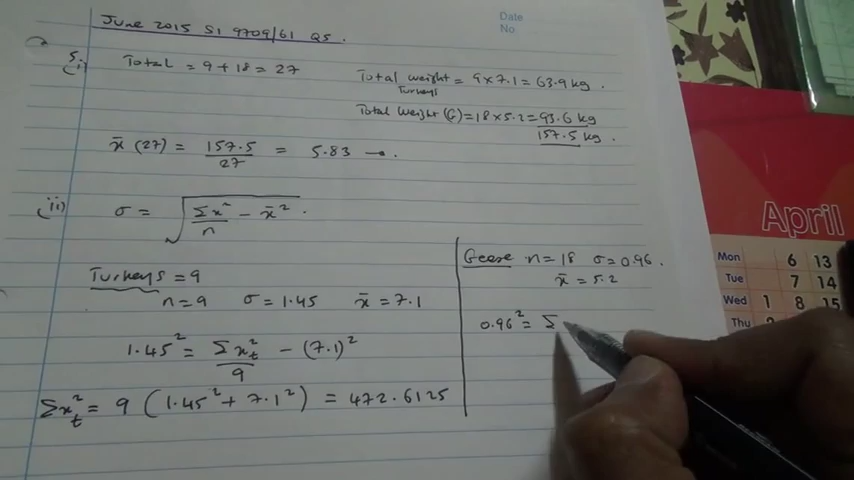 Date
No
June 2015 S1 9709/61 Q5.
5.
(i) Total = 9 + 18 = 27
Total weight = 9 x 7.1 = 63.9 kg.
Turkeys
Total weight (G) = 18 x 5.2 = 93.6 kg
157.5 kg.
x̄ (27) = 157.5/27 = 5.83
(ii) σ = √(Σx²/n − x̄²).
Turkeys = 9
n=9 σ = 1.45 x̄ = 7.1
1.45² = Σxₜ²/9 − (7.1)²
Σxₜ² = 9 (1.45² + 7.1²) = 472.6125
Geese n = 18 σ = 0.96.
x̄ = 5.2
0.96² = Σ
April
Mon 6 13
Tue 7 14
Wed 1 8 15
Thu